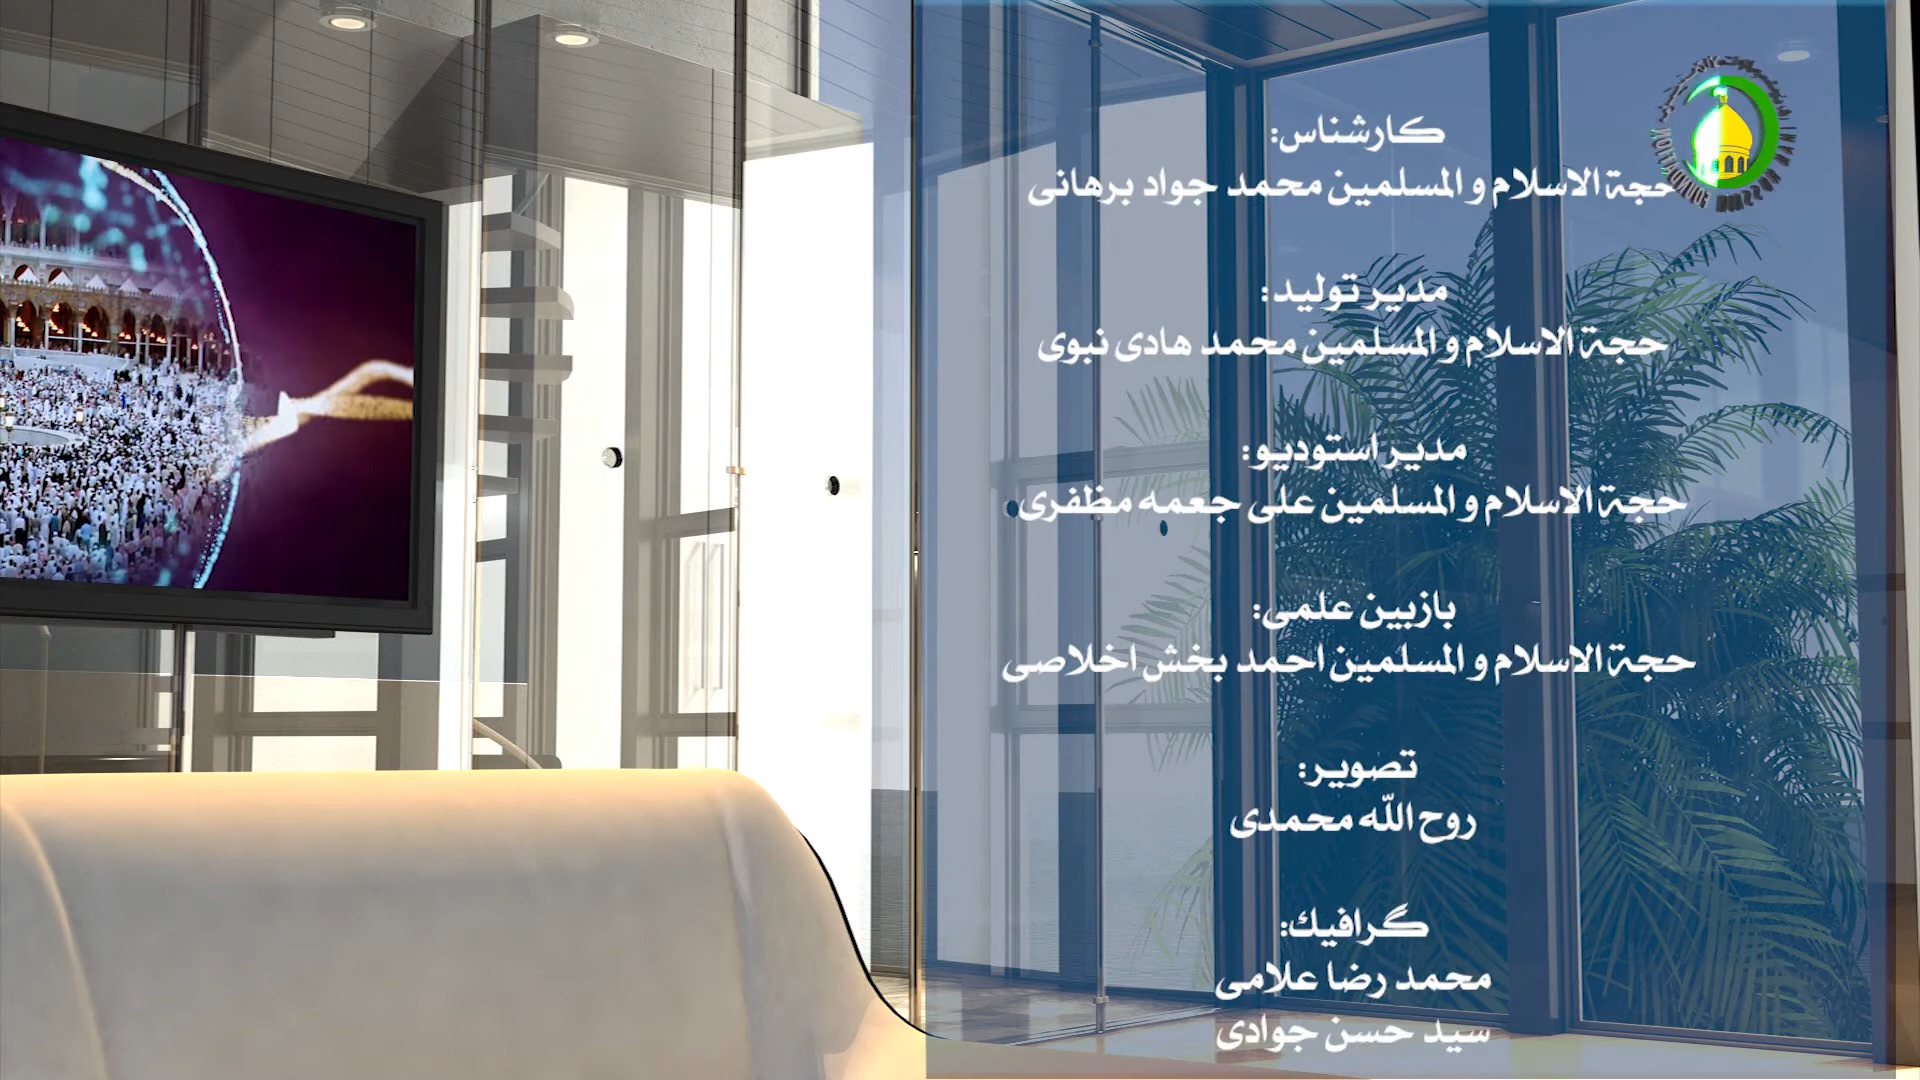 کارشناس:
حجة الاسلام و المسلمین محمد جواد برهانی
مدیر تولید:
حجة الاسلام و المسلمین محمد هادی نبوی
مدیر استودیو:
حجة الاسلام و المسلمین علی جمعه مظفری
بازبین علمی:
حجة الاسلام و المسلمین احمد بخش اخلاصی
تصویر:
روح الله محمدی
گرافیک:
محمد رضا علامی
سید حسن جوادی